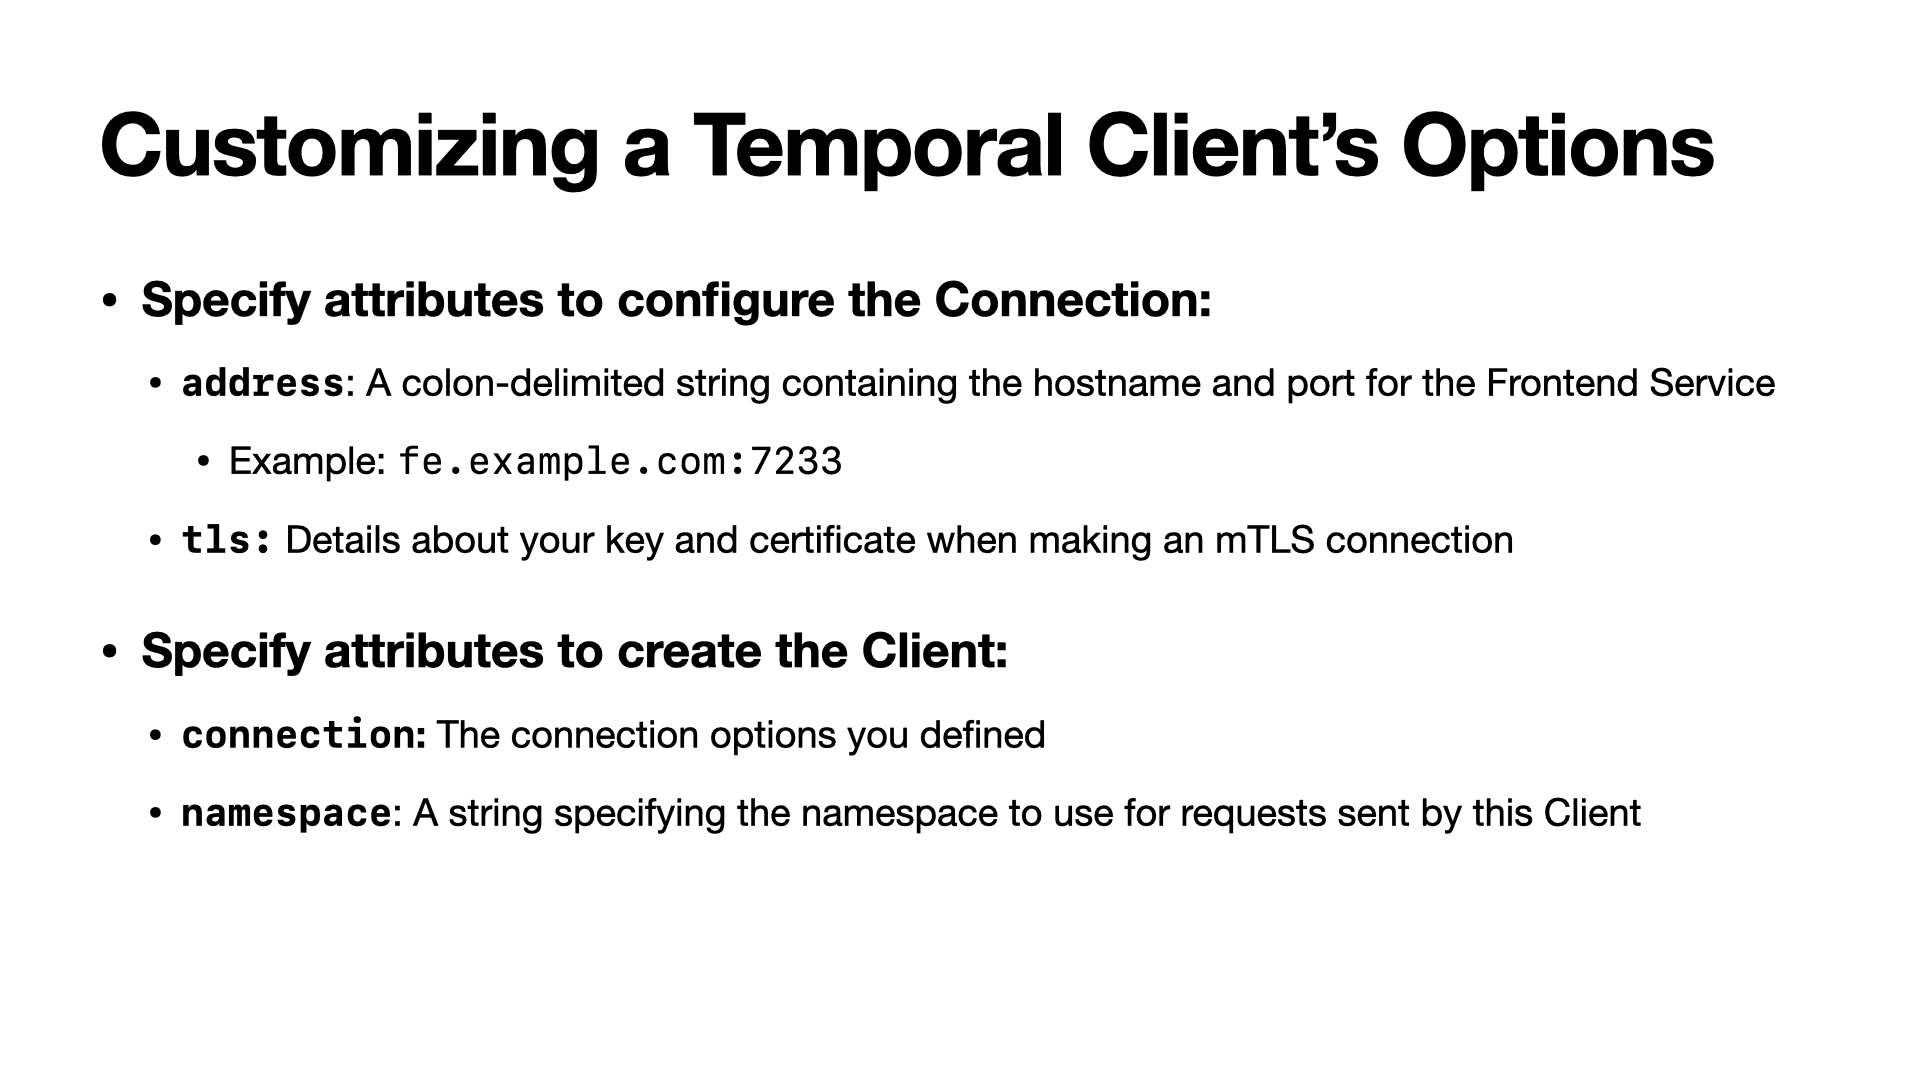 Customizing a Temporal Client’s Options
• Specify attributes to configure the Connection:
• address: A colon-delimited string containing the hostname and port for the Frontend Service
• Example: fe.example.com:7233
• tls: Details about your key and certificate when making an mTLS connection
• Specify attributes to create the Client:
• connection: The connection options you defined
• namespace: A string specifying the namespace to use for requests sent by this Client